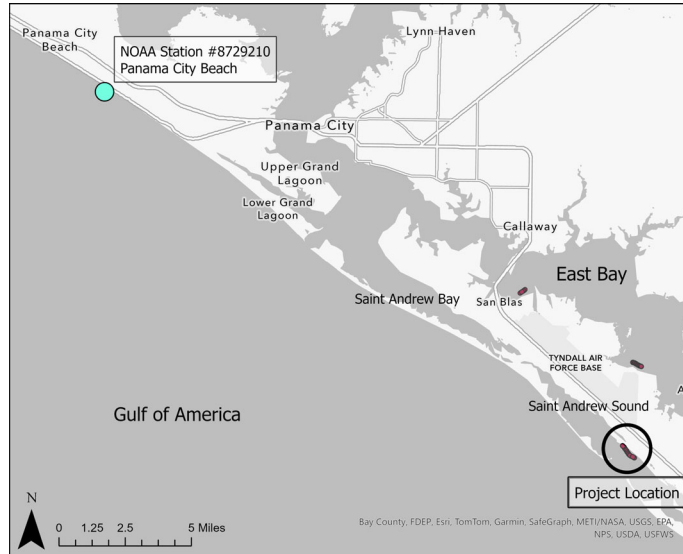 Panama City
Beach
NOAA Station #8729210
Panama City Beach
Lynn Haven
Panama City
Upper Grand
Lagoon
Lower Grand
Lagoon
Callaway
East Bay
Saint Andrew Bay
San Blas
TYNDALL AIR
FORCE BASE
A
Saint Andrew Sound
Gulf of America
Project Location
N
0 1.25 2.5 5 Miles
Bay County, FDEP, Esri, TomTom, Garmin, SafeGraph, METI/NASA, USGS, EPA,
NPS, USDA, USFWS